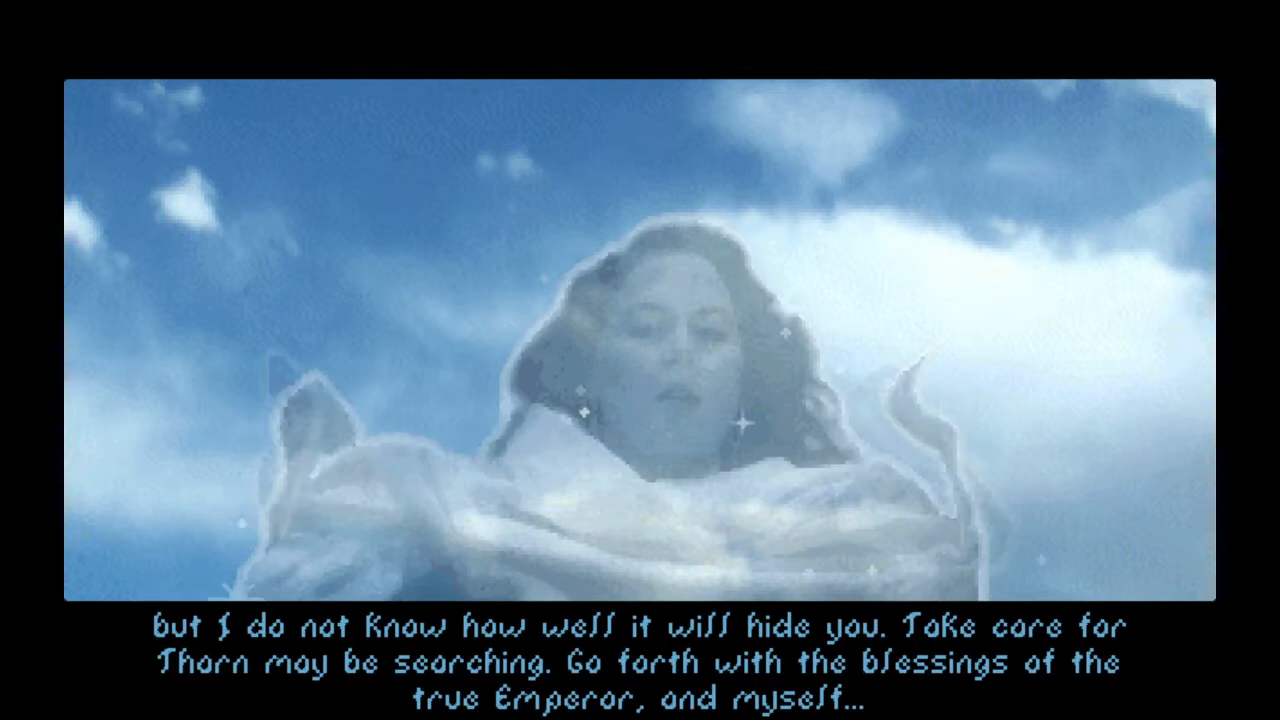 but I do not know how well it will hide you. Take care for
Tharn may be searching. Go forth with the blessings of the
true Emperor, and myself...